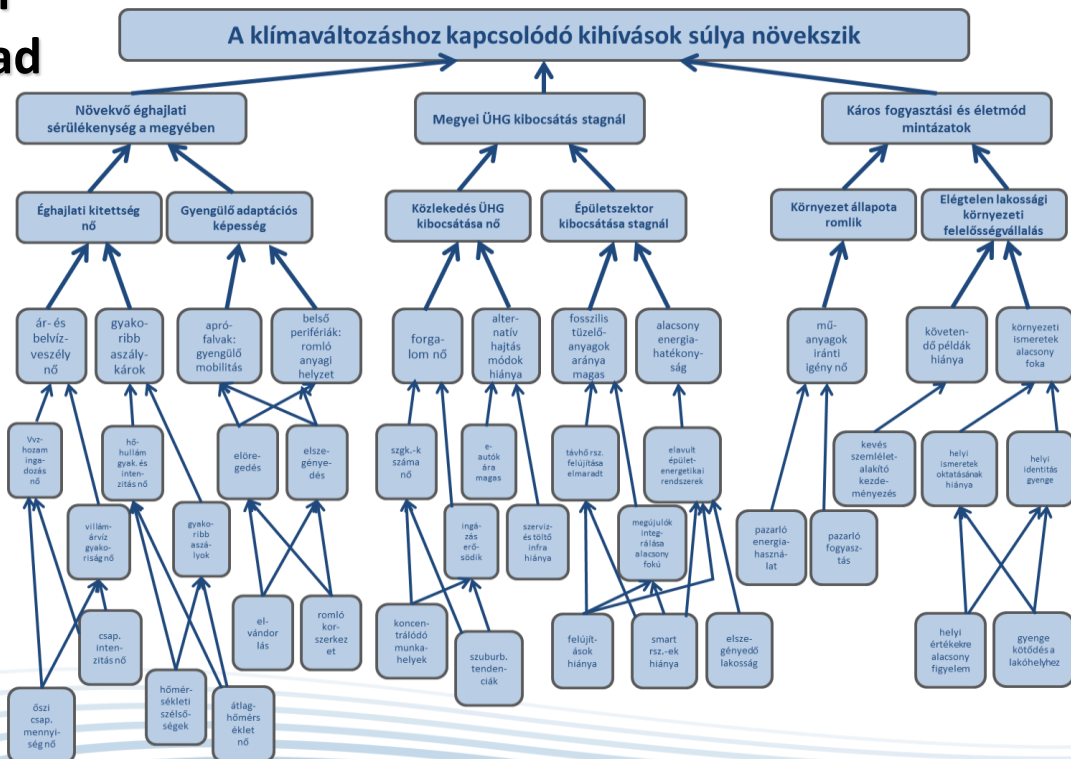 ad
A klímaváltozáshoz kapcsolódó kihívások súlya növekszik
Növekvő éghajlati
sérülékenység a megyében
Megyei ÜHG kibocsátás stagnál
Káros fogyasztási és életmód
mintázatok
Éghajlati kitettség
nő
Gyengülő adaptációs
képesség
Közlekedés ÜHG
kibocsátása nő
Épületszektor
kibocsátása stagnál
Környezet állapota
romlik
Elégtelen lakossági
környezeti
felelősségvállalás
ár- és
belvíz-
veszély
nő
gyako-
ribb
aszály-
károk
apró-
falvak:
gyengülő
mobilitás
belső
perifériák:
romló
anyagi
helyzet
forga-
lom nő
alter-
natív
hajtás
módok
hiánya
fosszilis
tüzelő-
anyagok
aránya
magas
alacsony
energia-
hatékony-
ság
mű-
anyagok
iránti
igény nő
követen-
dő példák
hiánya
környezeti
ismeretek
alacsony
foka
Vvz-
hozam
inga-
dozás
nő
hő-
hullám
gyak. és
inten-
zitás nő
elöre-
gedés
elsze-
génye-
dés
szgk.-k
száma
nő
e-
autók
ára
magas
távhő rsz.
felújítása
elmaradt
elavult
épület-
energetikai
rendszerek
kevés
szemlélet-
alakító
kezde-
ményezés
helyi
ismeretek
oktatásának
hiánya
helyi
identitás
gyenge
villám-
árvíz
gyako-
riság nő
gyako-
ribb
aszá-
lyok
ingá-
zás
erő-
södik
szerviz-
és töltő
infra
hiánya
megújulók
integ-
rálása
alacsony
fokú
pazarló
energia-
haszná-
lat
pazarló
fogyasz-
tás
csap.
inten-
zitás nő
el-
vándor
lás
romló
kor-
szerkez
et
koncen-
trálódó
munka-
helyek
szuburb.
tenden-
ciák
felújít-
ások
hiánya
smart
rsz.-ek
hiánya
elsze-
gényedő
lakosság
helyi
értékekre
alacsony
figyelem
gyenge
kötődés a
lakóhelyhez
őszi
csap.
mennyi-
ség nő
hőmér-
sékleti
szélső-
ségek
átlag-
hőmérs
éklet
nő